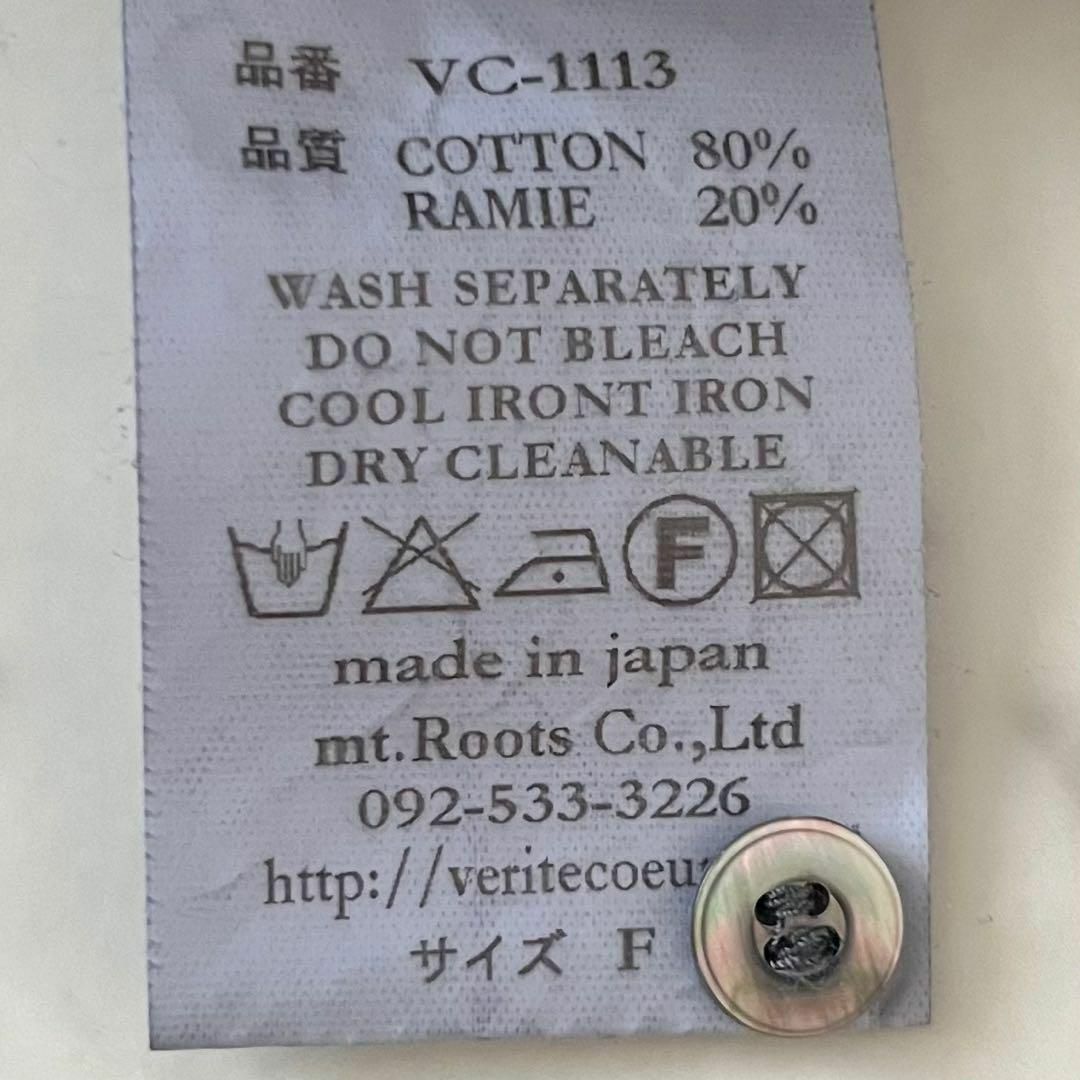 品番 VC-1113
品質 COTTON 80%
RAMIE 20%
WASH SEPARATELY
DO NOT BLEACH
COOL IRONT IRON
DRY CLEANABLE
F
made in japan
mt.Roots Co.,Ltd
092-533-3226
http://veritecoeu
サイズ F